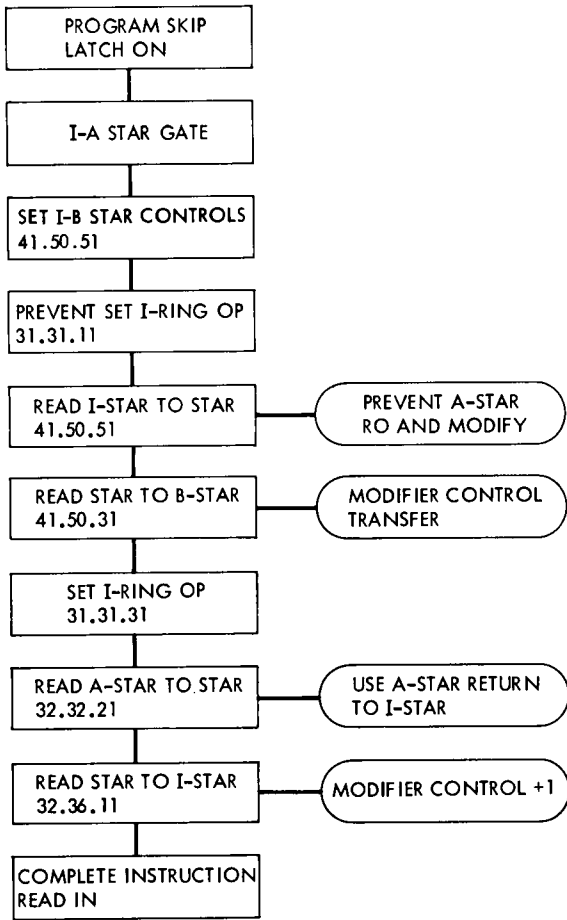 PROGRAM SKIP
LATCH ON
I-A STAR GATE
SET I-B STAR CONTROLS
41.50.51
PREVENT SET I-RING OP
31.31.11
READ I-STAR TO STAR
41.50.51
PREVENT A-STAR
RO AND MODIFY
READ STAR TO B-STAR
41.50.31
MODIFIER CONTROL
TRANSFER
SET I-RING OP
31.31.31
READ A-STAR TO STAR
32.32.21
USE A-STAR RETURN
TO I-STAR
READ STAR TO I-STAR
32.36.11
MODIFIER CONTROL +1
COMPLETE INSTRUCTION
READ IN